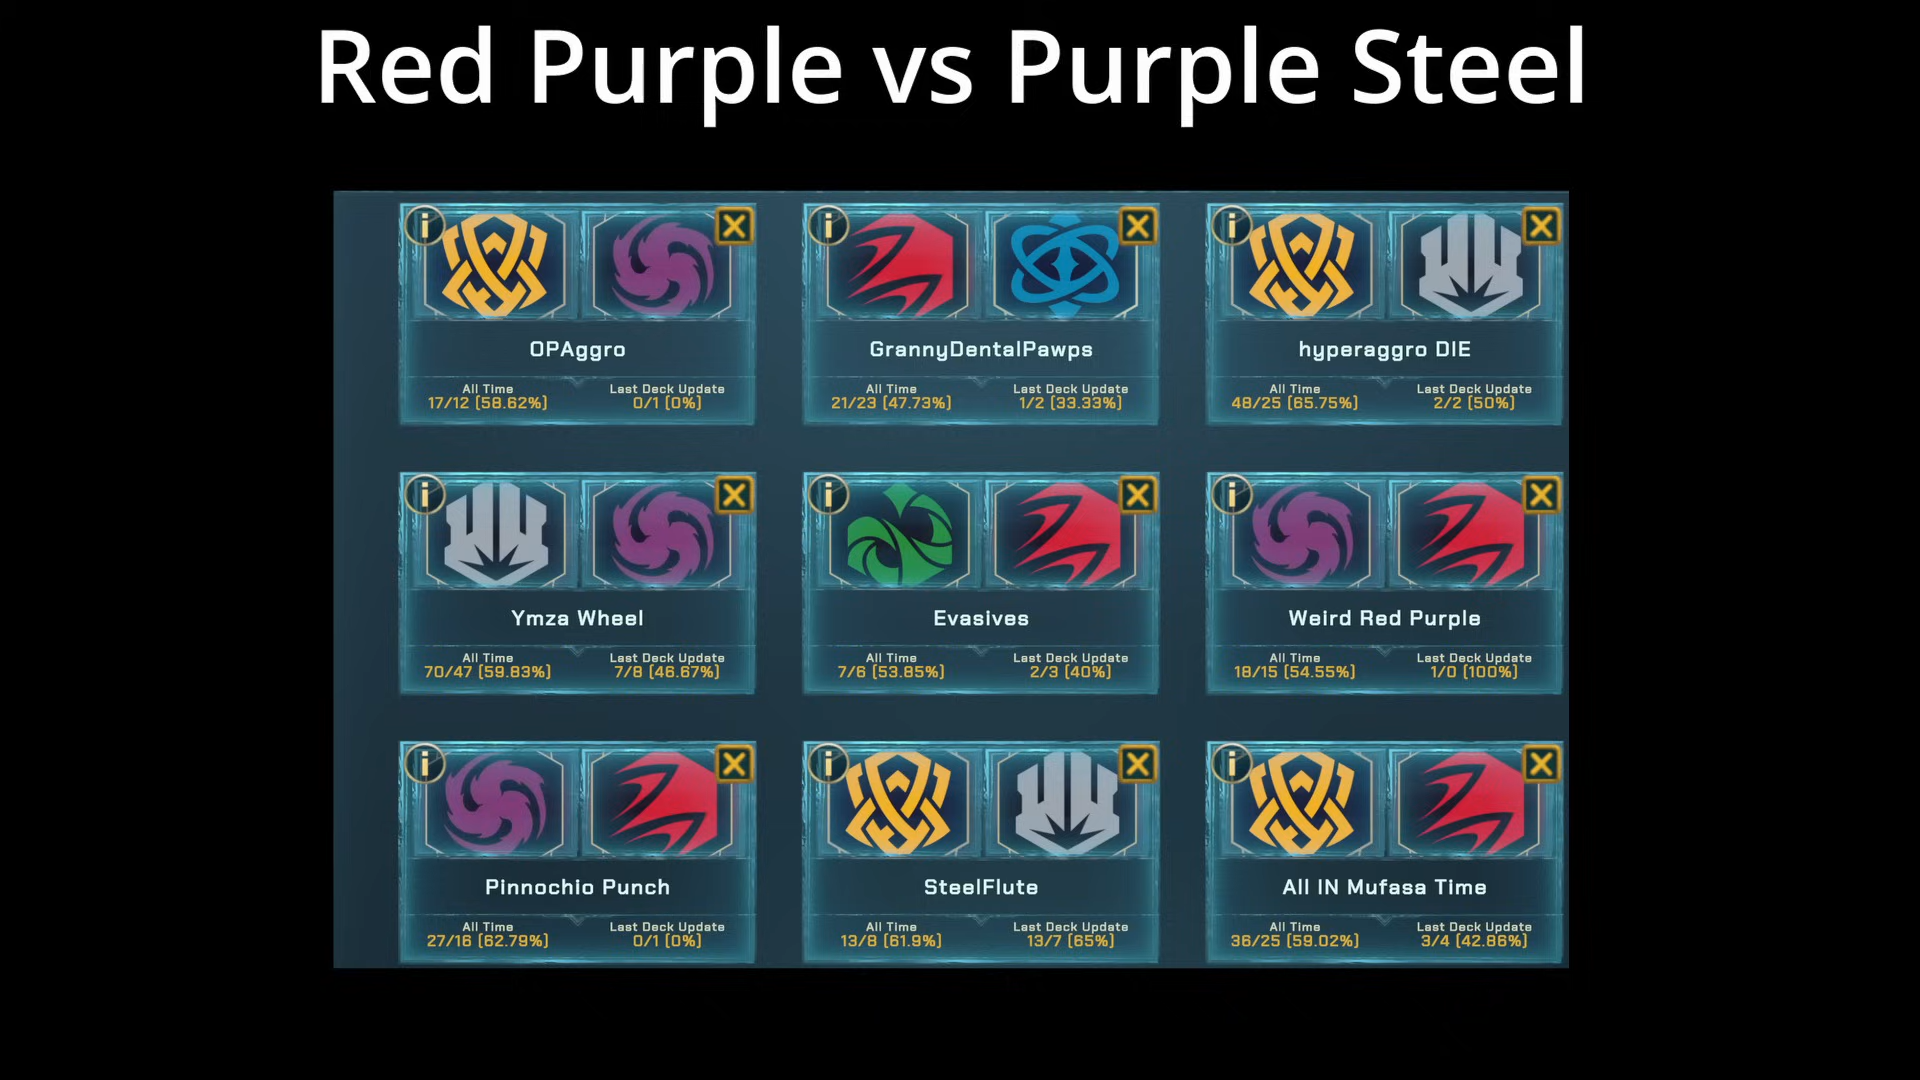 Red Purple vs Purple Steel
OPAggro
All Time
17/12 (58.62%)
Last Deck Update
0/1 (0%)
GrannyDentalPawps
All Time
21/23 (47.73%)
Last Deck Update
1/2 (33.33%)
hyperaggro DIE
All Time
48/25 (65.75%)
Last Deck Update
2/2 (50%)
Ymza Wheel
All Time
70/47 (59.83%)
Last Deck Update
7/8 (46.67%)
Evasives
All Time
7/6 (53.85%)
Last Deck Update
2/3 (40%)
Weird Red Purple
All Time
18/15 (54.55%)
Last Deck Update
1/0 (100%)
Pinnochio Punch
All Time
27/16 (62.79%)
Last Deck Update
0/1 (0%)
SteelFlute
All Time
13/8 (61.9%)
Last Deck Update
13/7 (65%)
All IN Mufasa Time
All Time
36/25 (59.02%)
Last Deck Update
3/4 (42.86%)